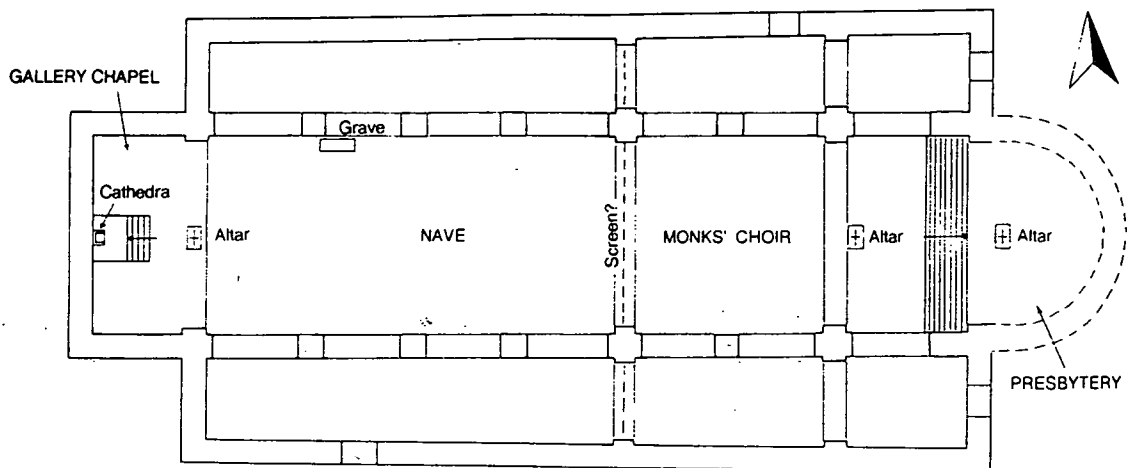 GALLERY CHAPEL
Grave
Cathedra
Altar
NAVE
Screen?
MONKS' CHOIR
Altar
Altar
PRESBYTERY